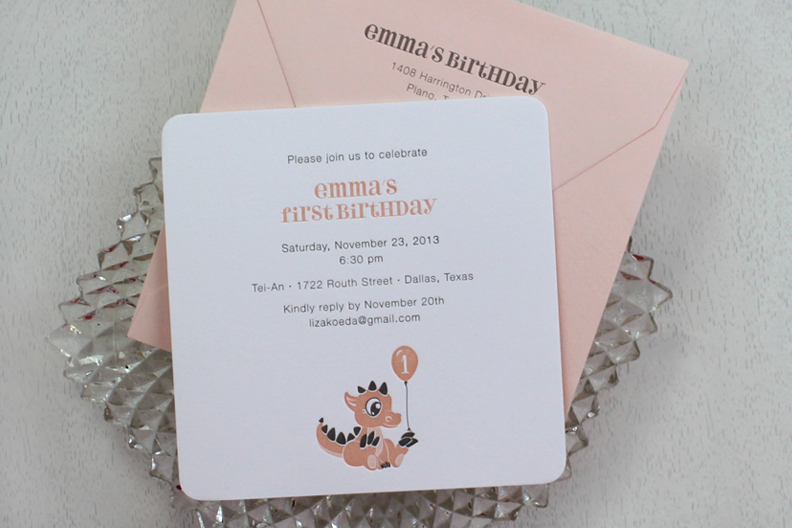 emma's Birthday
1408 Harrington
Plano,
Please join us to celebrate
emma's
first Birthday
Saturday, November 23, 2013
6:30 pm
Tei-An · 1722 Routh Street · Dallas, Texas
Kindly reply by November 20th
lizakoeda@gmail.com
1